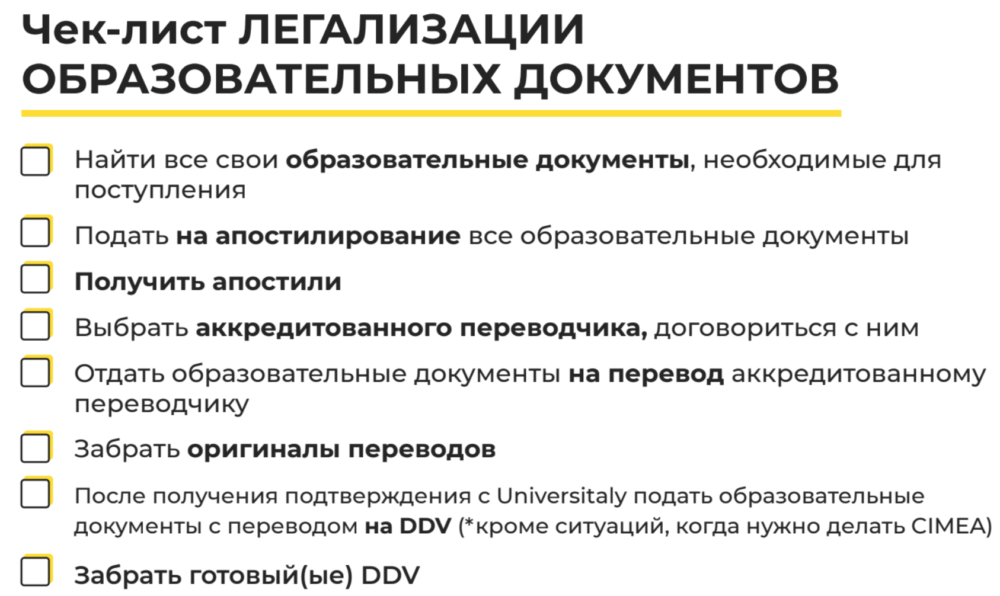 Чек-лист ЛЕГАЛИЗАЦИИ
ОБРАЗОВАТЕЛЬНЫХ ДОКУМЕНТОВ
Найти все свои образовательные документы, необходимые для
поступления
Подать на апостилирование все образовательные документы
Получить апостили
Выбрать аккредитованного переводчика, договориться с ним
Отдать образовательные документы на перевод аккредитованному
переводчику
Забрать оригиналы переводов
После получения подтверждения с Universitaly подать образовательные
документы с переводом на DDV (*кроме ситуаций, когда нужно делать CIMEA)
Забрать готовый(ые) DDV